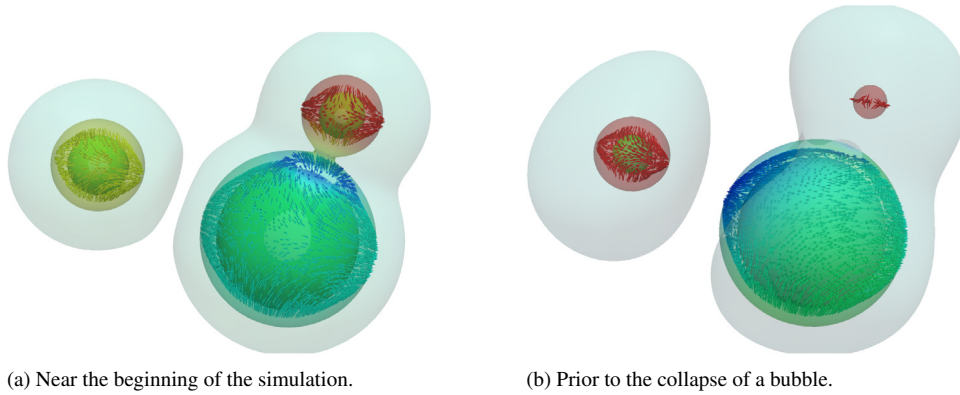 (a) Near the beginning of the simulation.
(b) Prior to the collapse of a bubble.